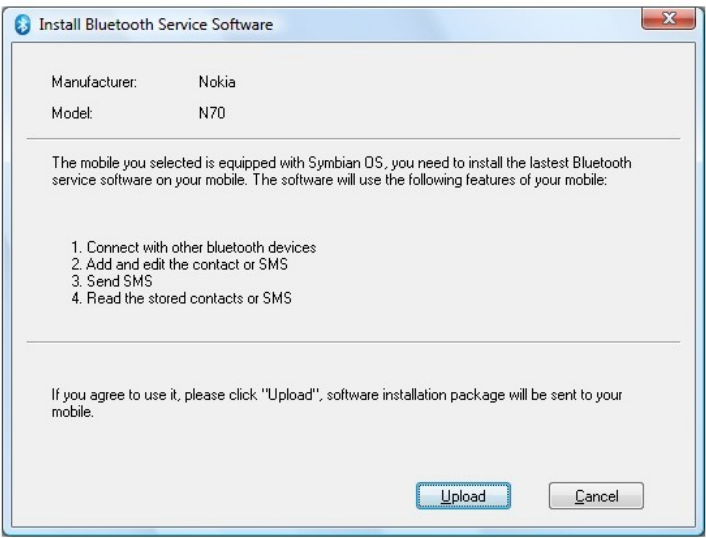 Install Bluetooth Service Software
Manufacturer: Nokia
Model: N70
The mobile you selected is equipped with Symbian OS, you need to install the lastest Bluetooth
service software on your mobile. The software will use the following features of your mobile:
1. Connect with other bluetooth devices
2. Add and edit the contact or SMS
3. Send SMS
4. Read the stored contacts or SMS
If you agree to use it, please click "Upload", software installation package will be sent to your
mobile.
Upload Cancel